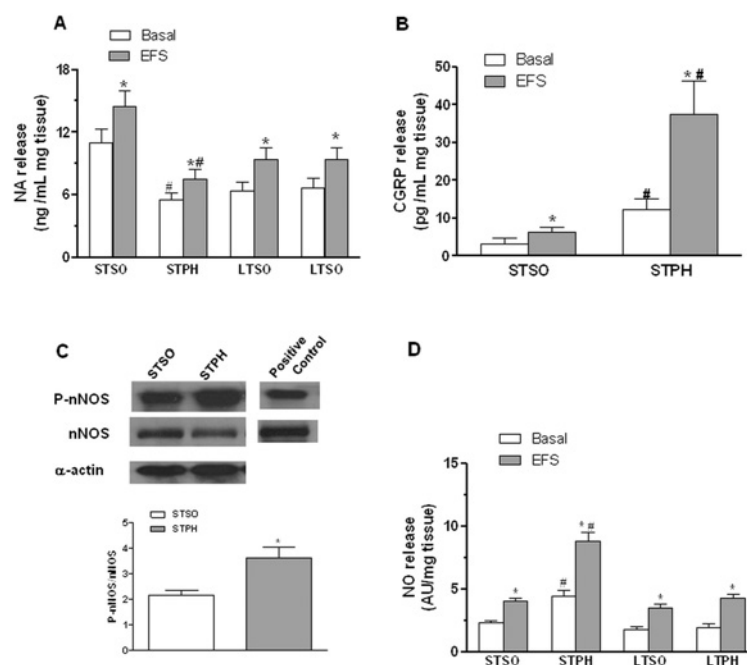 A
Basal
EFS
NA release
(ng /mL mg tissue)
18
12
6
0
*
#
*#
*
*
STSO STPH LTSO LTSO
B
Basal
EFS
CGRP release
(pg /mL mg tissue)
50
40
30
20
10
0
*
#
*#
STSO STPH
C
STSO STPH Positive Control
P-nNOS
nNOS
α-actin
STSO
STPH
P-nNOS/nNOS
5
4
3
2
1
0
*
D
Basal
EFS
NO release
(AU/mg tissue)
15
10
5
0
*
#
*#
*
*
STSO STPH LTSO LTPH